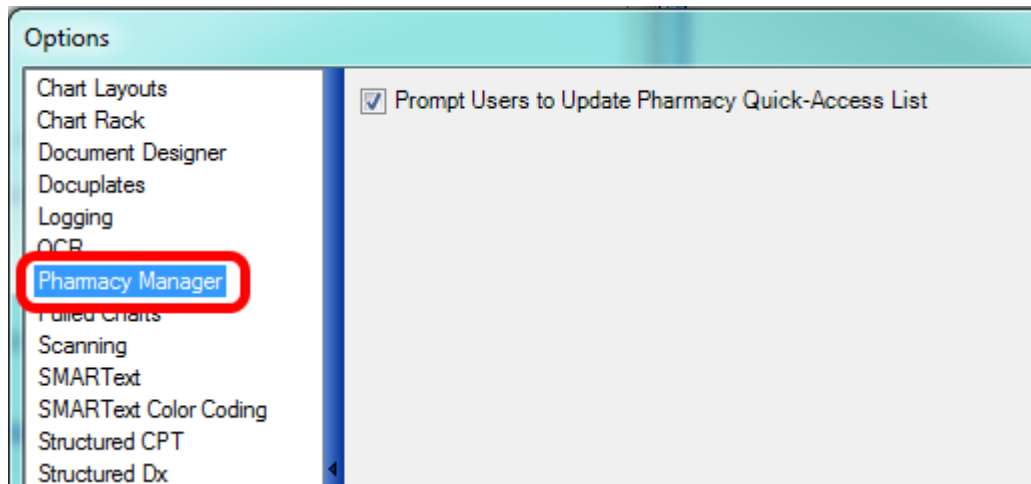 Options
Chart Layouts
Chart Rack
Document Designer
Docuplates
Logging
OCR
Pharmacy Manager
Pulled Charts
Scanning
SMARText
SMARText Color Coding
Structured CPT
Structured Dx
Prompt Users to Update Pharmacy Quick-Access List